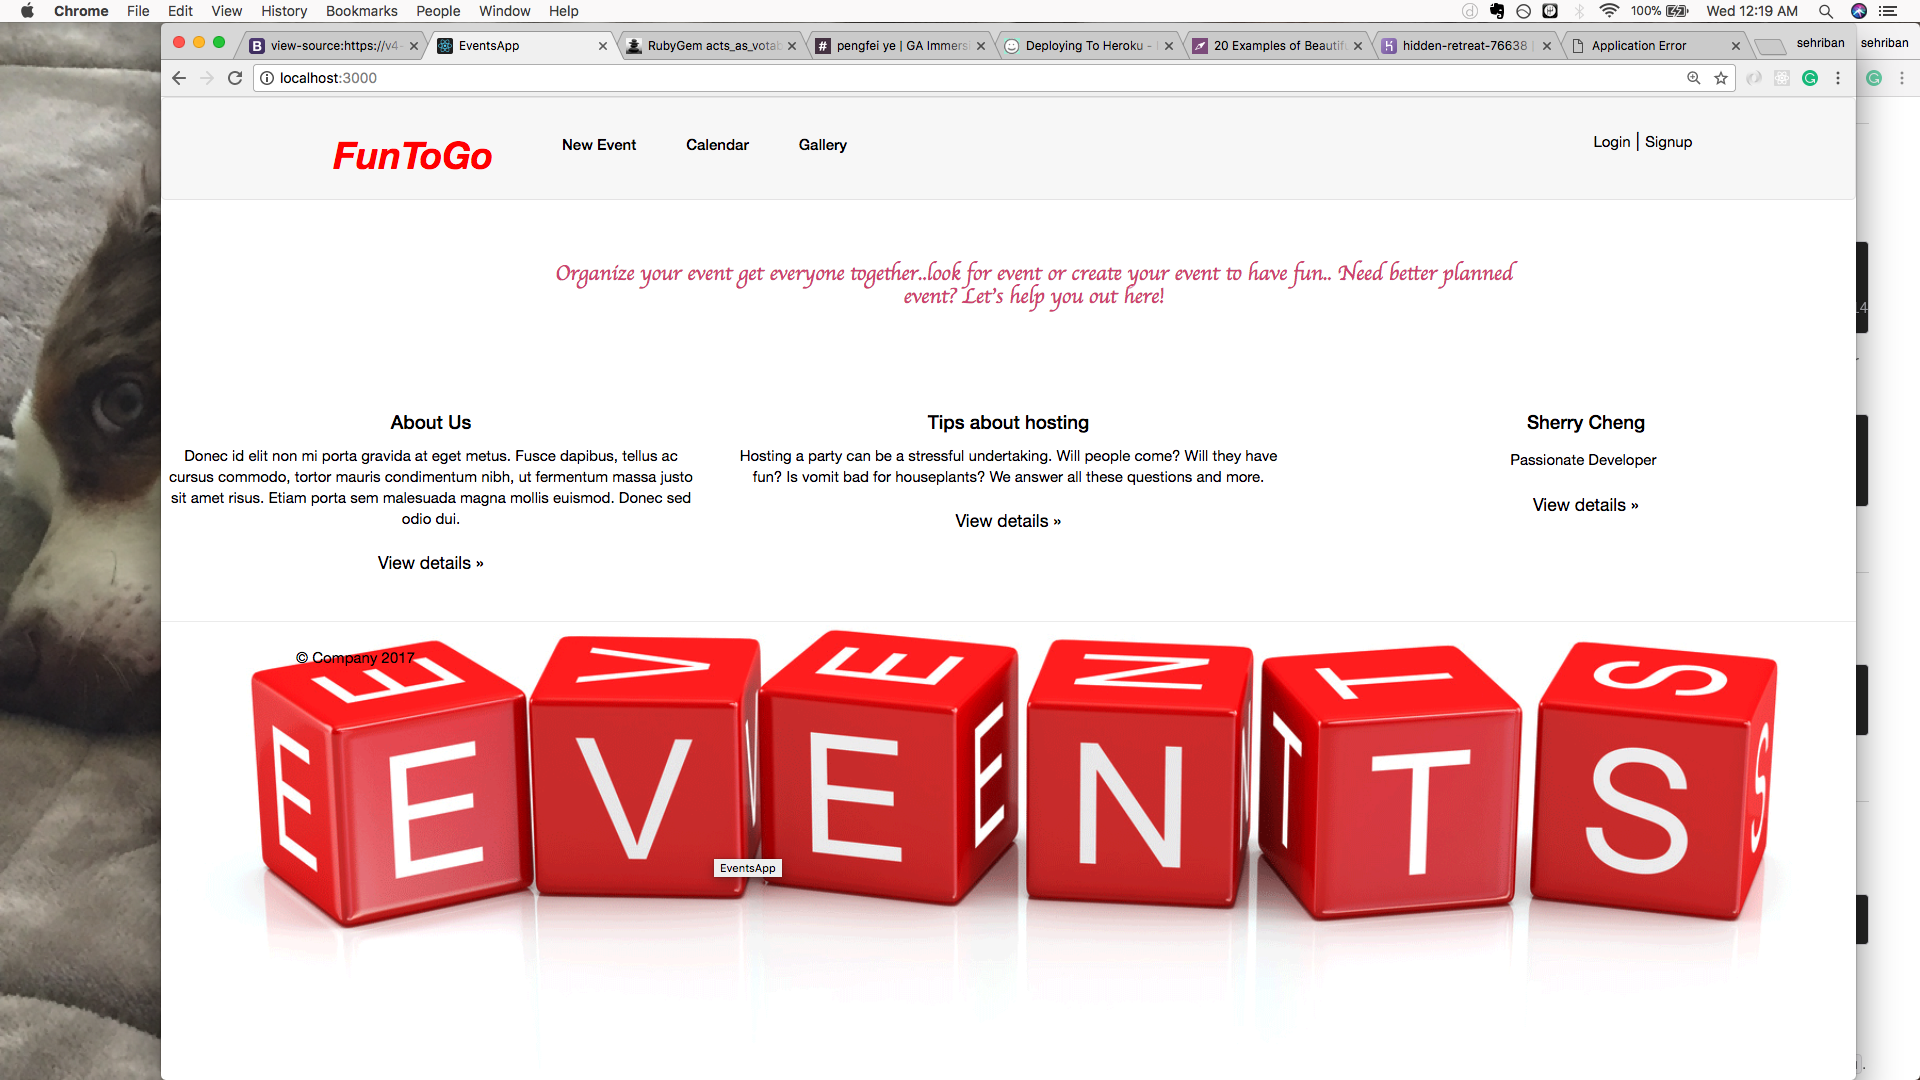 Chrome File Edit View History Bookmarks People Window Help 100% Wed 12:19 AM
view-source:https://v4- EventsApp RubyGem acts_as_votab pengfei ye | GA Immers Deploying To Heroku - 20 Examples of Beautif hidden-retreat-76638 Application Error sehriban sehriban
localhost:3000
FunToGo New Event Calendar Gallery Login | Signup
Organize your event get everyone together..look for event or create your event to have fun.. Need better planned
event? Let's help you out here!
About Us
Donec id elit non mi porta gravida at eget metus. Fusce dapibus, tellus ac
cursus commodo, tortor mauris condimentum nibh, ut fermentum massa justo
sit amet risus. Etiam porta sem malesuada magna mollis euismod. Donec sed
odio dui.
View details »
Tips about hosting
Hosting a party can be a stressful undertaking. Will people come? Will they have
fun? Is vomit bad for houseplants? We answer all these questions and more.
View details »
Sherry Cheng
Passionate Developer
View details »
© Company 2017
E V E N T S
E E V E E N T T S S
EventsApp